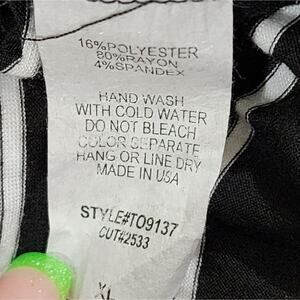 16%POLYESTER
80%RAYON
4%SPANDEX
HAND WASH
WITH COLD WATER
DO NOT BLEACH
COLOR SEPARATE
HANG OR LINE DRY
MADE IN USA
STYLE#TO9137
CUT#2533